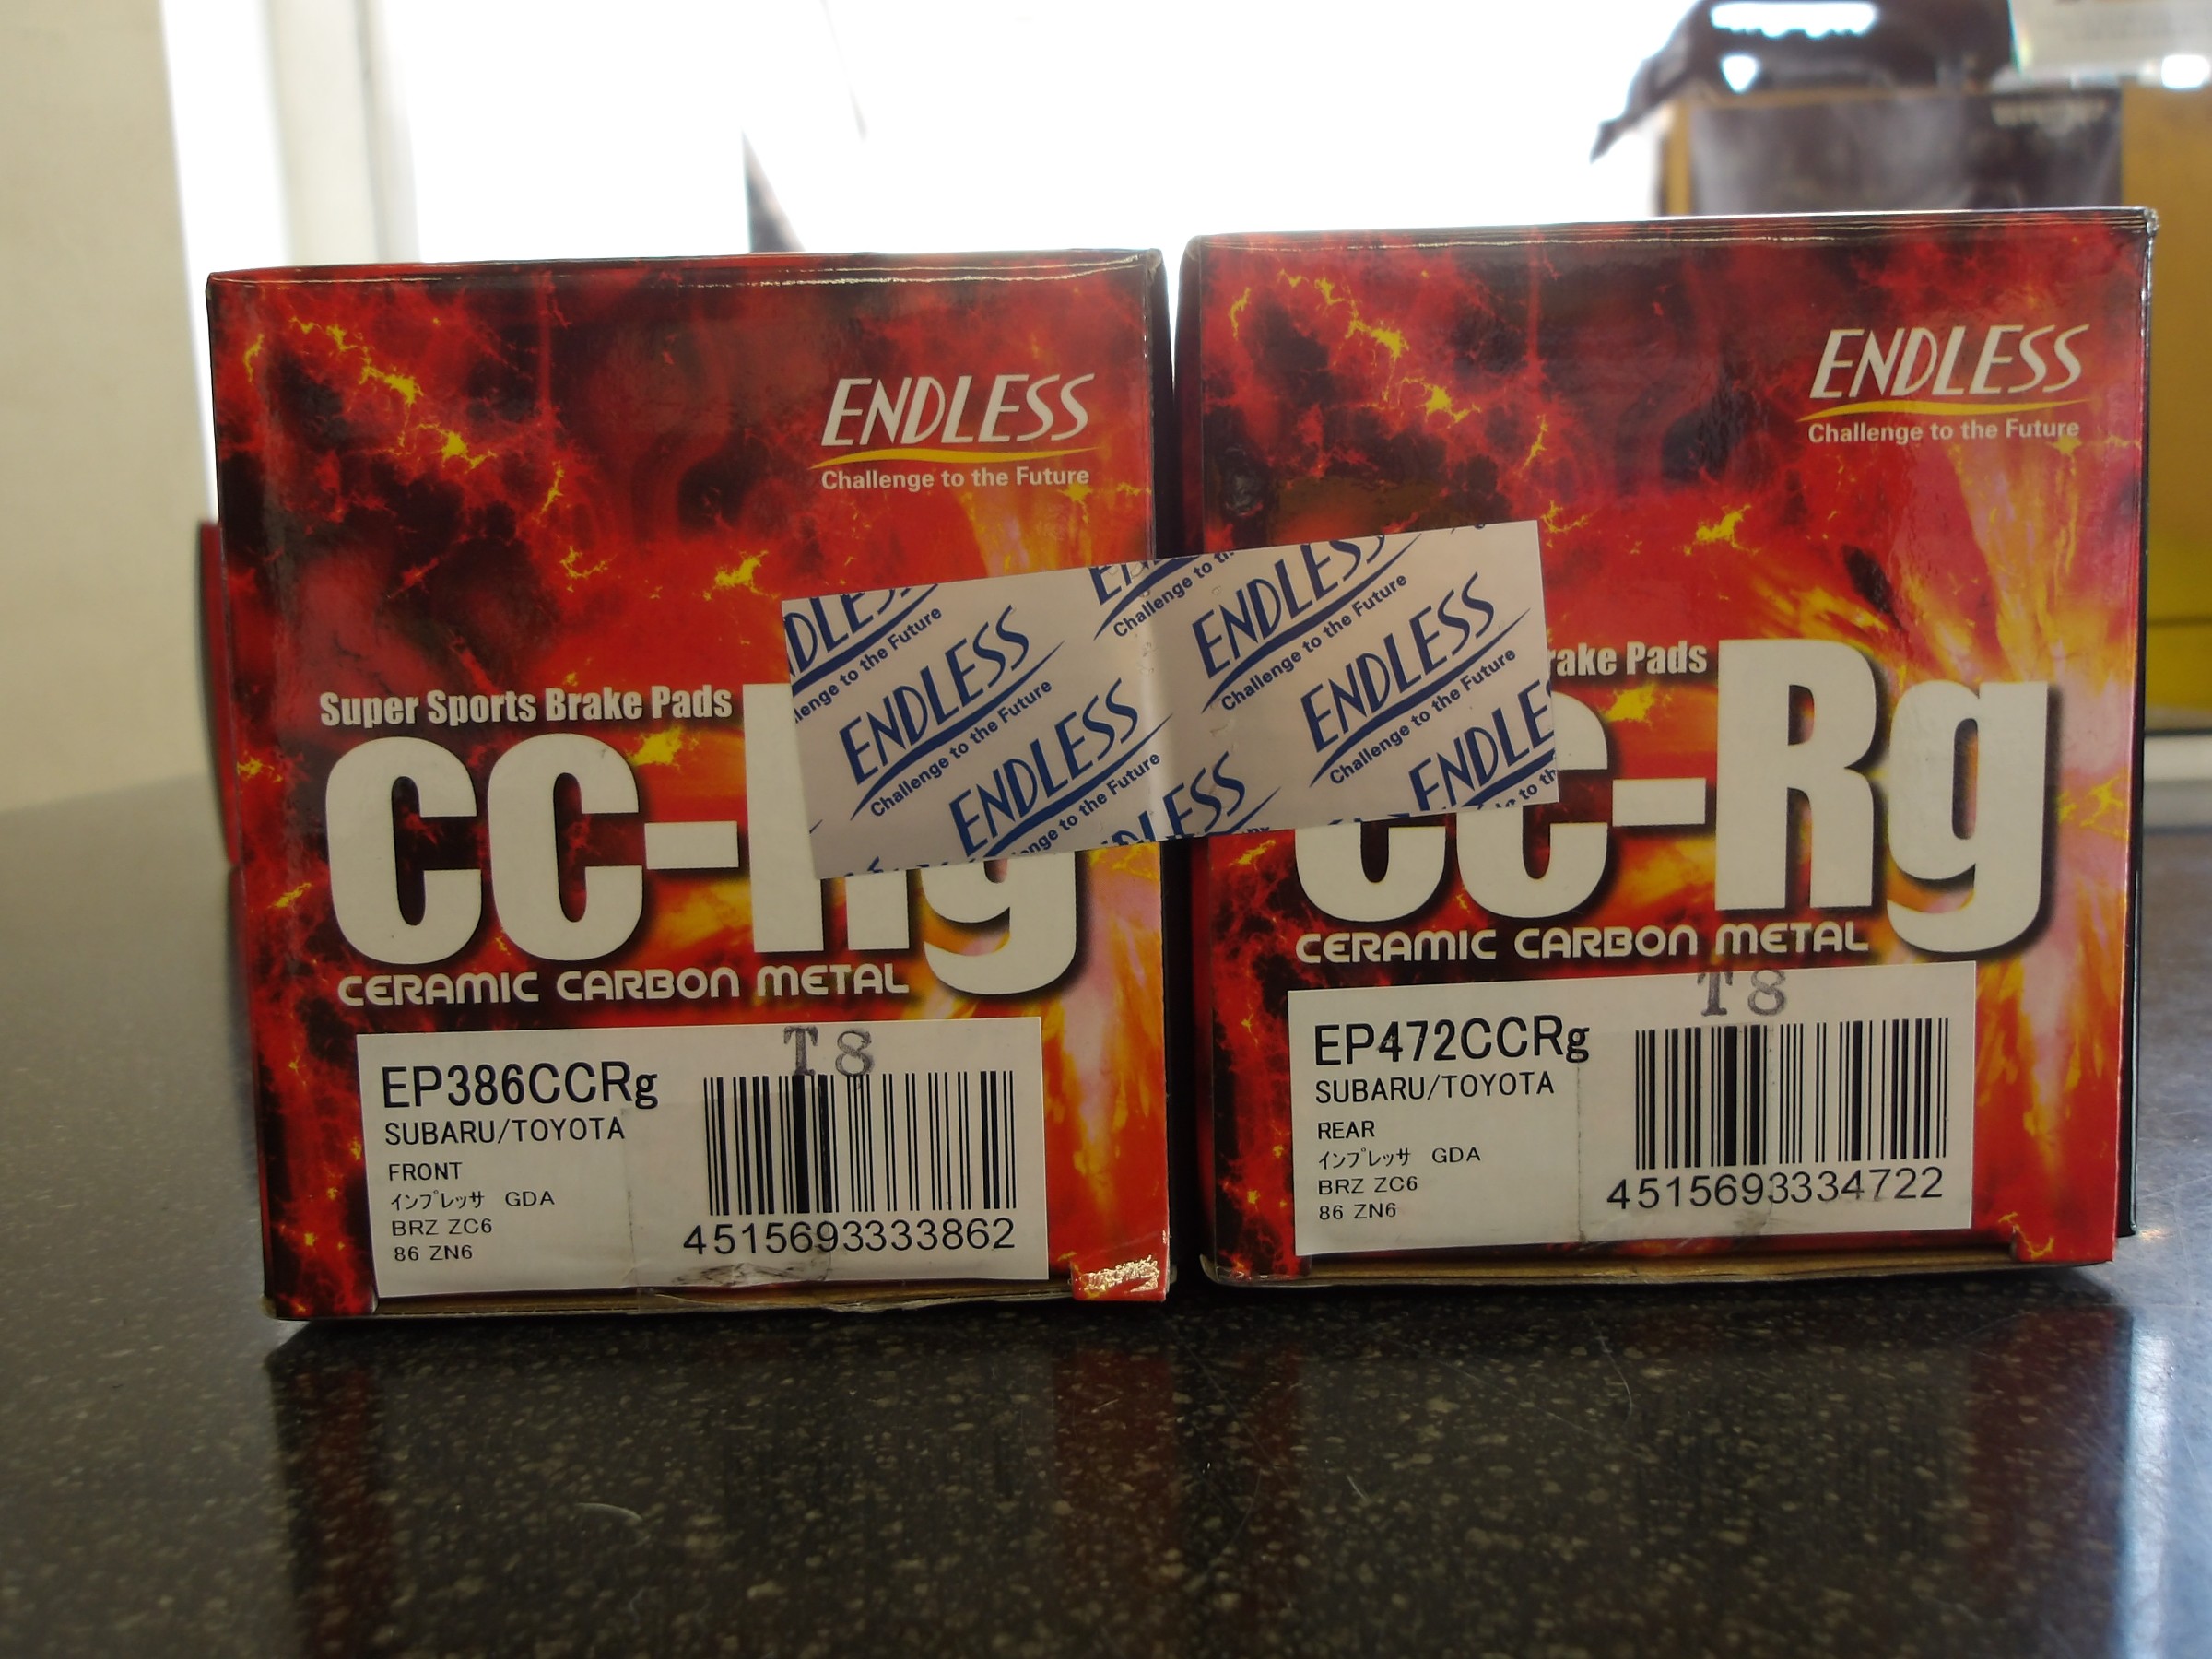 ENDLESS
Challenge to the Future
Super Sports Brake Pads
CC-Rg
CERAMIC CARBON METAL
T8
EP386CCRg
SUBARU/TOYOTA
FRONT
インプレッサ GDA
BRZ ZC6
86 ZN6
4515693333862
ENDLESS
Challenge to the Future
ENDLESS
Challenge to the Future
ENDLESS
Challenge to the Future
ENDLESS
Challenge to the Future
ENDLESS
Challenge to the Future
rake Pads
CC-Rg
CERAMIC CARBON METAL
T8
EP472CCRg
SUBARU/TOYOTA
REAR
インプレッサ GDA
BRZ ZC6
86 ZN6
4515693334722